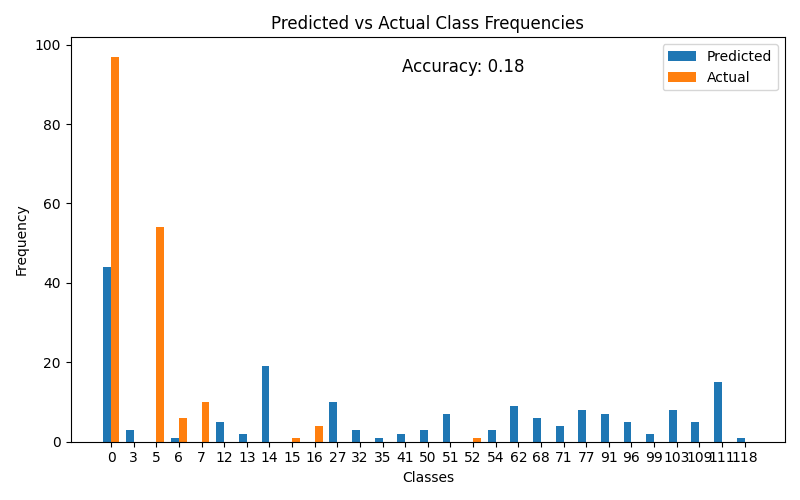 Predicted vs Actual Class Frequencies
Accuracy: 0.18
Predicted
Actual
100
80
60
40
20
0
Frequency
0 3 5 6 7 12 13 14 15 16 27 32 35 41 50 51 52 54 62 68 71 77 91 96 99 103 109 111 118
Classes